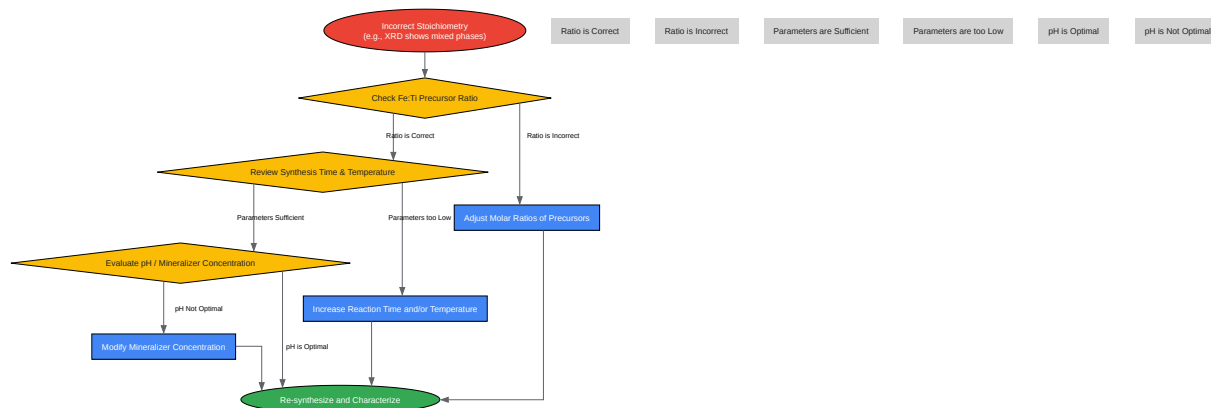 Incorrect Stoichiometry
(e.g., XRD shows mixed phases)
Ratio is Correct
Ratio is Incorrect
Parameters are Sufficient
Parameters are too Low
pH is Optimal
pH is Not Optimal
Check Fe:Ti Precursor Ratio
Ratio is Correct
Ratio is Incorrect
Review Synthesis Time & Temperature
Parameters Sufficient
Parameters too Low
Adjust Molar Ratios of Precursors
Evaluate pH / Mineralizer Concentration
pH Not Optimal
Increase Reaction Time and/or Temperature
Modify Mineralizer Concentration
pH is Optimal
Re-synthesize and Characterize